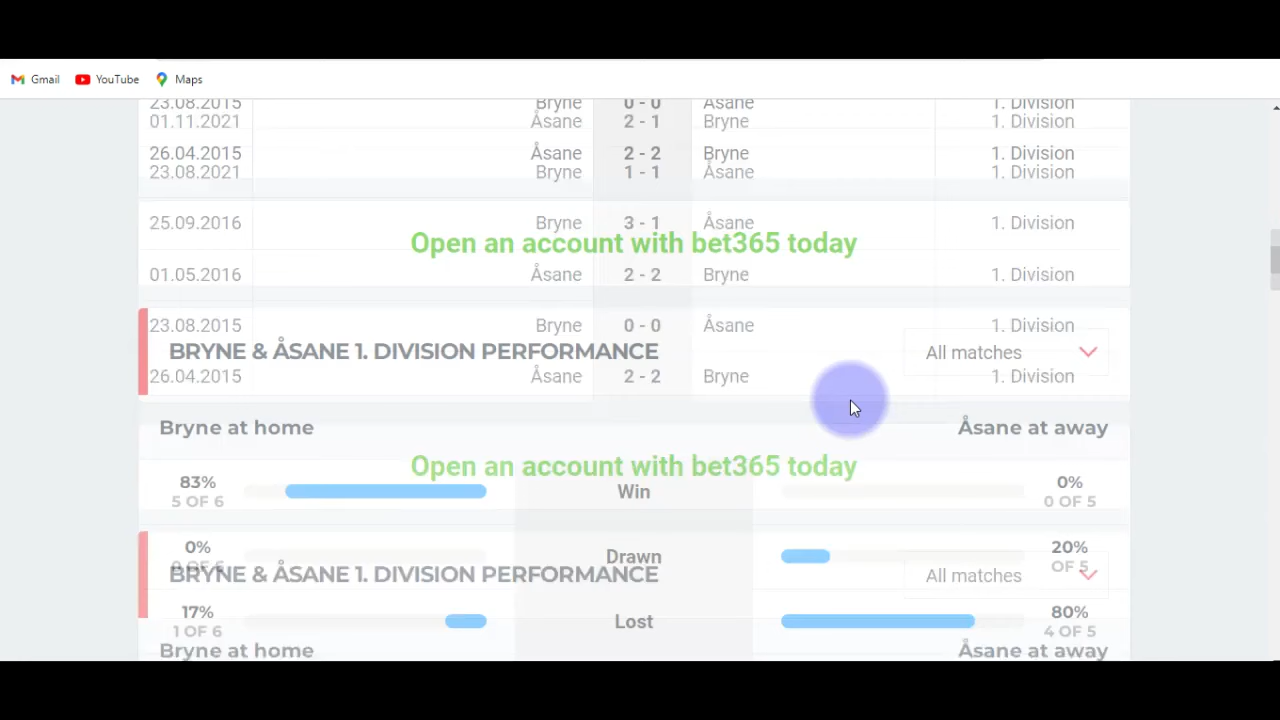 Gmail YouTube Maps
23.08.2015 Bryne 0 - 0 Åsane 1. Division
01.11.2021 Åsane 2 - 1 Bryne 1. Division
26.04.2015 Åsane 2 - 2 Bryne 1. Division
23.08.2021 Bryne 1 - 1 Åsane 1. Division
25.09.2016 Bryne 3 - 1 Åsane 1. Division
Open an account with bet365 today
01.05.2016 Åsane 2 - 2 Bryne 1. Division
23.08.2015 Bryne 0 - 0 Åsane 1. Division
BRYNE & ÅSANE 1. DIVISION PERFORMANCE All matches
26.04.2015 Åsane 2 - 2 Bryne 1. Division
Bryne at home Åsane at away
Open an account with bet365 today
83% Win 0%
5 OF 6 0 OF 5
0% Drawn 20%
0 OF 6 OF 5
BRYNE & ÅSANE 1. DIVISION PERFORMANCE All matches
17% Lost 80%
1 OF 6 4 OF 5
Bryne at home Åsane at away